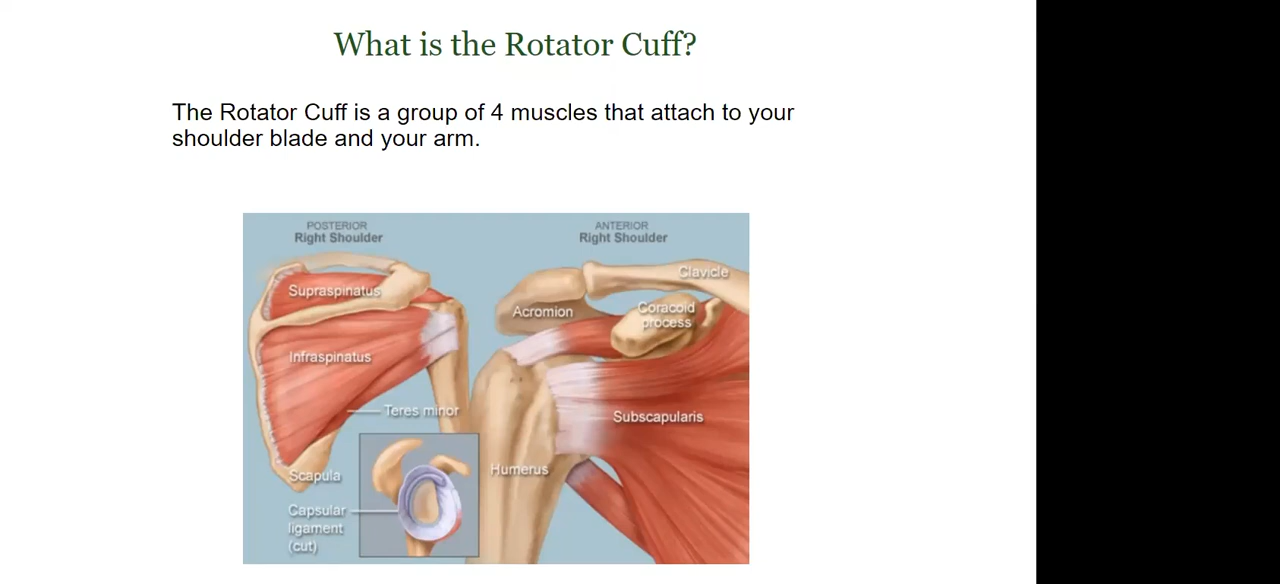 What is the Rotator Cuff?
The Rotator Cuff is a group of 4 muscles that attach to your
shoulder blade and your arm.
POSTERIOR
Right Shoulder
ANTERIOR
Right Shoulder
Supraspinatus
Infraspinatus
Teres minor
Scapula
Capsular
ligament
(cut)
Clavicle
Acromion
Coracoid
process
Subscapularis
Humerus